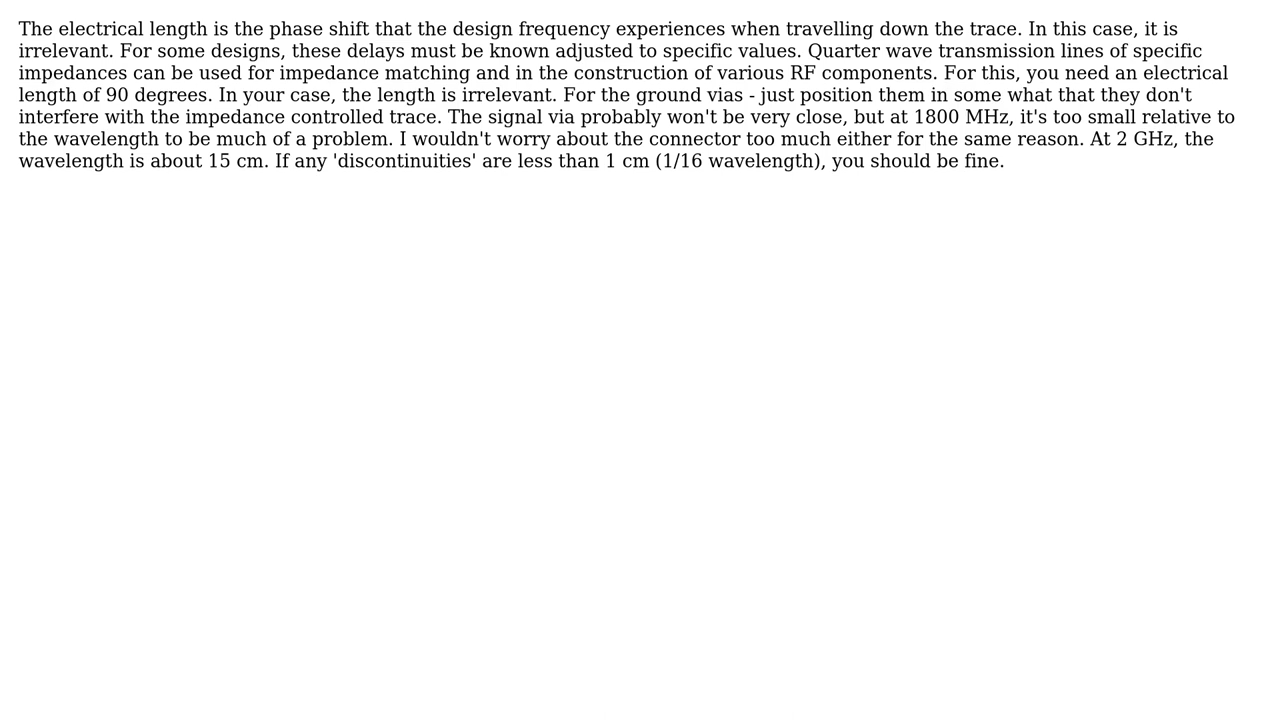 The electrical length is the phase shift that the design frequency experiences when travelling down the trace. In this case, it is
irrelevant. For some designs, these delays must be known adjusted to specific values. Quarter wave transmission lines of specific
impedances can be used for impedance matching and in the construction of various RF components. For this, you need an electrical
length of 90 degrees. In your case, the length is irrelevant. For the ground vias - just position them in some what that they don't
interfere with the impedance controlled trace. The signal via probably won't be very close, but at 1800 MHz, it's too small relative to
the wavelength to be much of a problem. I wouldn't worry about the connector too much either for the same reason. At 2 GHz, the
wavelength is about 15 cm. If any 'discontinuities' are less than 1 cm (1/16 wavelength), you should be fine.